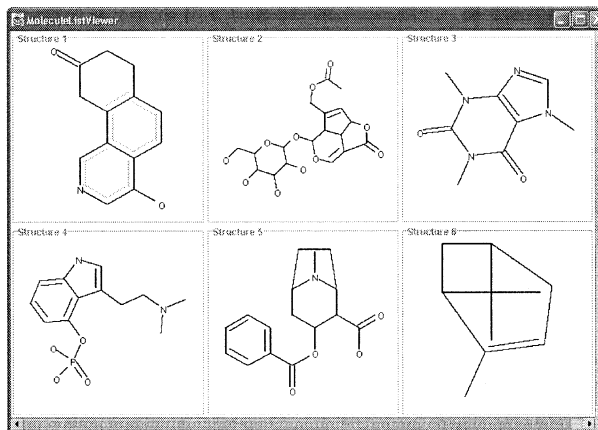 MoleculeListViewer
Structure 1
Structure 2
Structure 3
O
N
O
O
O
O
O
O
O
O
O
O
O
N
N
O
N
N
O
Structure 4
Structure 5
Structure 6
N
N
O
O
P
O
O
N
O
O
O
O